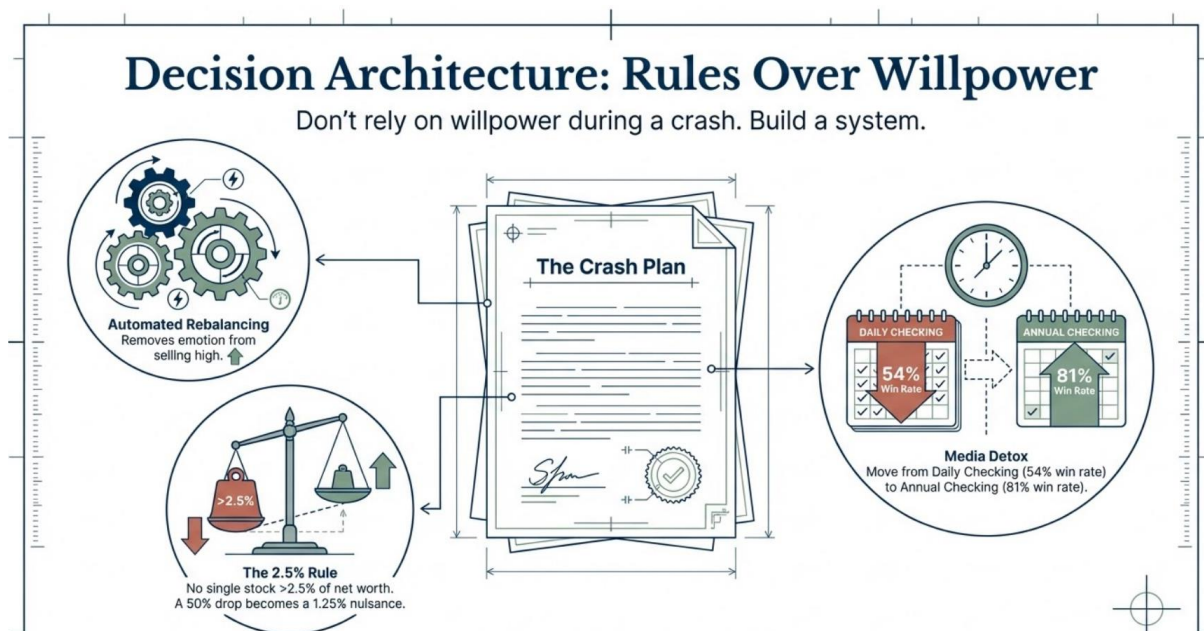 Decision Architecture: Rules Over Willpower
Don't rely on willpower during a crash. Build a system.
Automated Rebalancing
Removes emotion from
selling high.
>2.5%
The 2.5% Rule
No single stock >2.5% of net worth.
A 50% drop becomes a 1.25% nulsance.
The Crash Plan
DAILY CHECKING
54%
Win Rate
ANNUAL CHECKING
81%
Win Rate
Media Detox
Move from Daily Checking (54% win rate)
to Annual Checking (81% win rate).